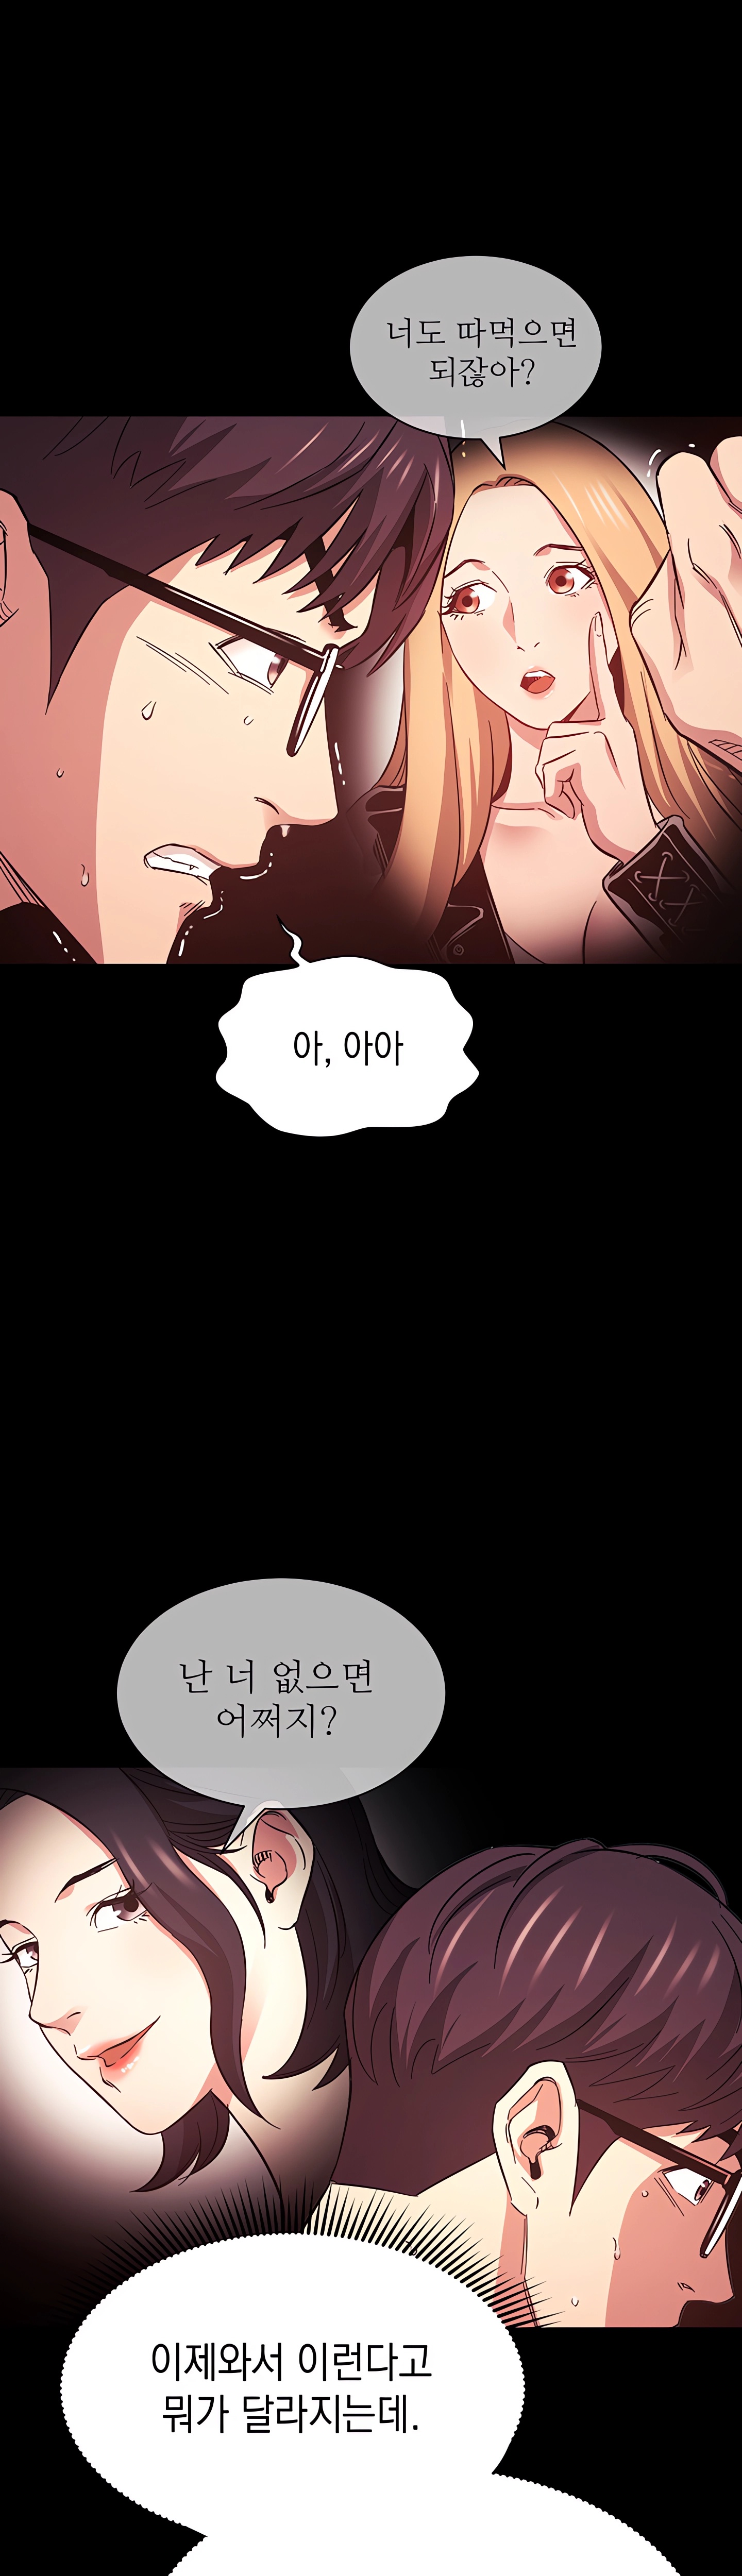 너도 따먹으면
되잖아?
아, 아아
난 너 없으면
어쩌지?
이제와서 이런다고
뭐가 달라지는데.